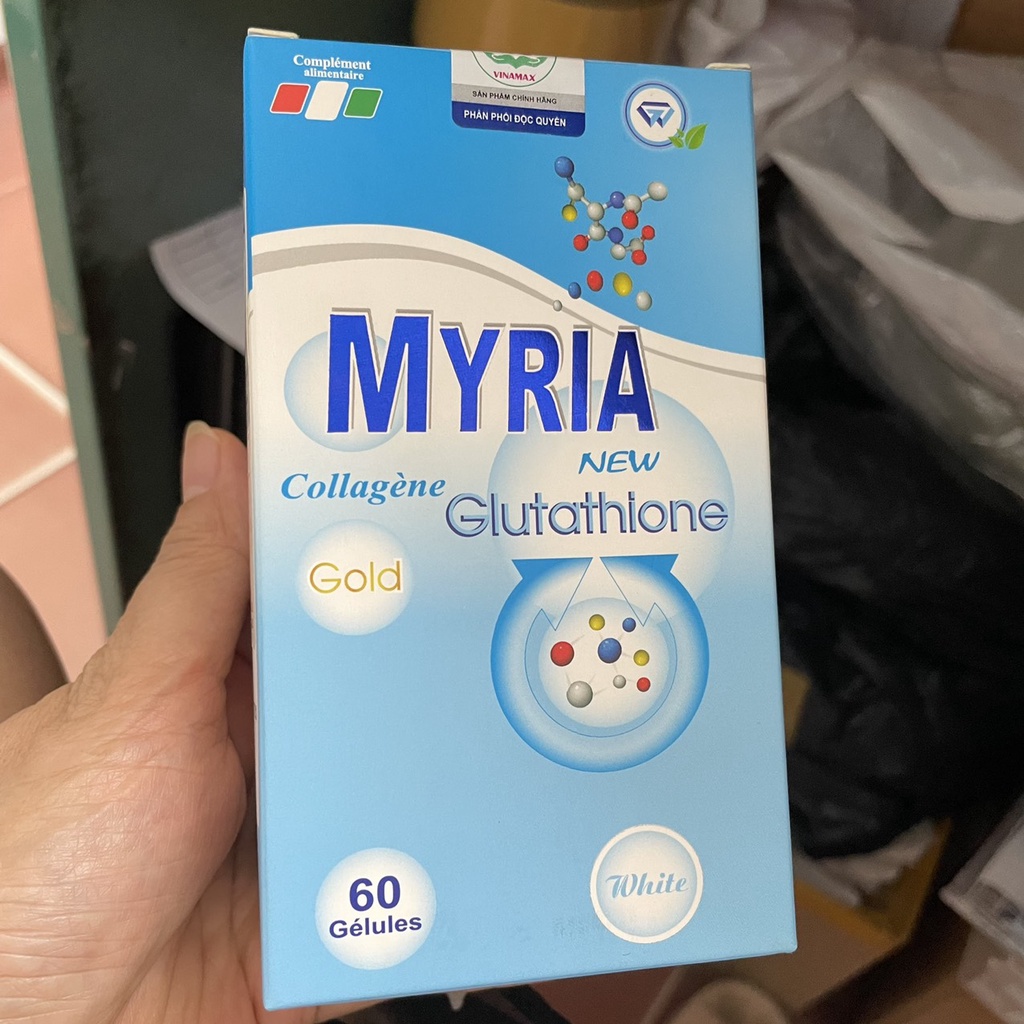 Complément
alimentaire
VINAMAX
SẢN PHẨM CHÍNH HÃNG
PHÂN PHỐI ĐỘC QUYỀN
MYRIA
NEW
Collagène
Glutathione
Gold
60
Gélules
White